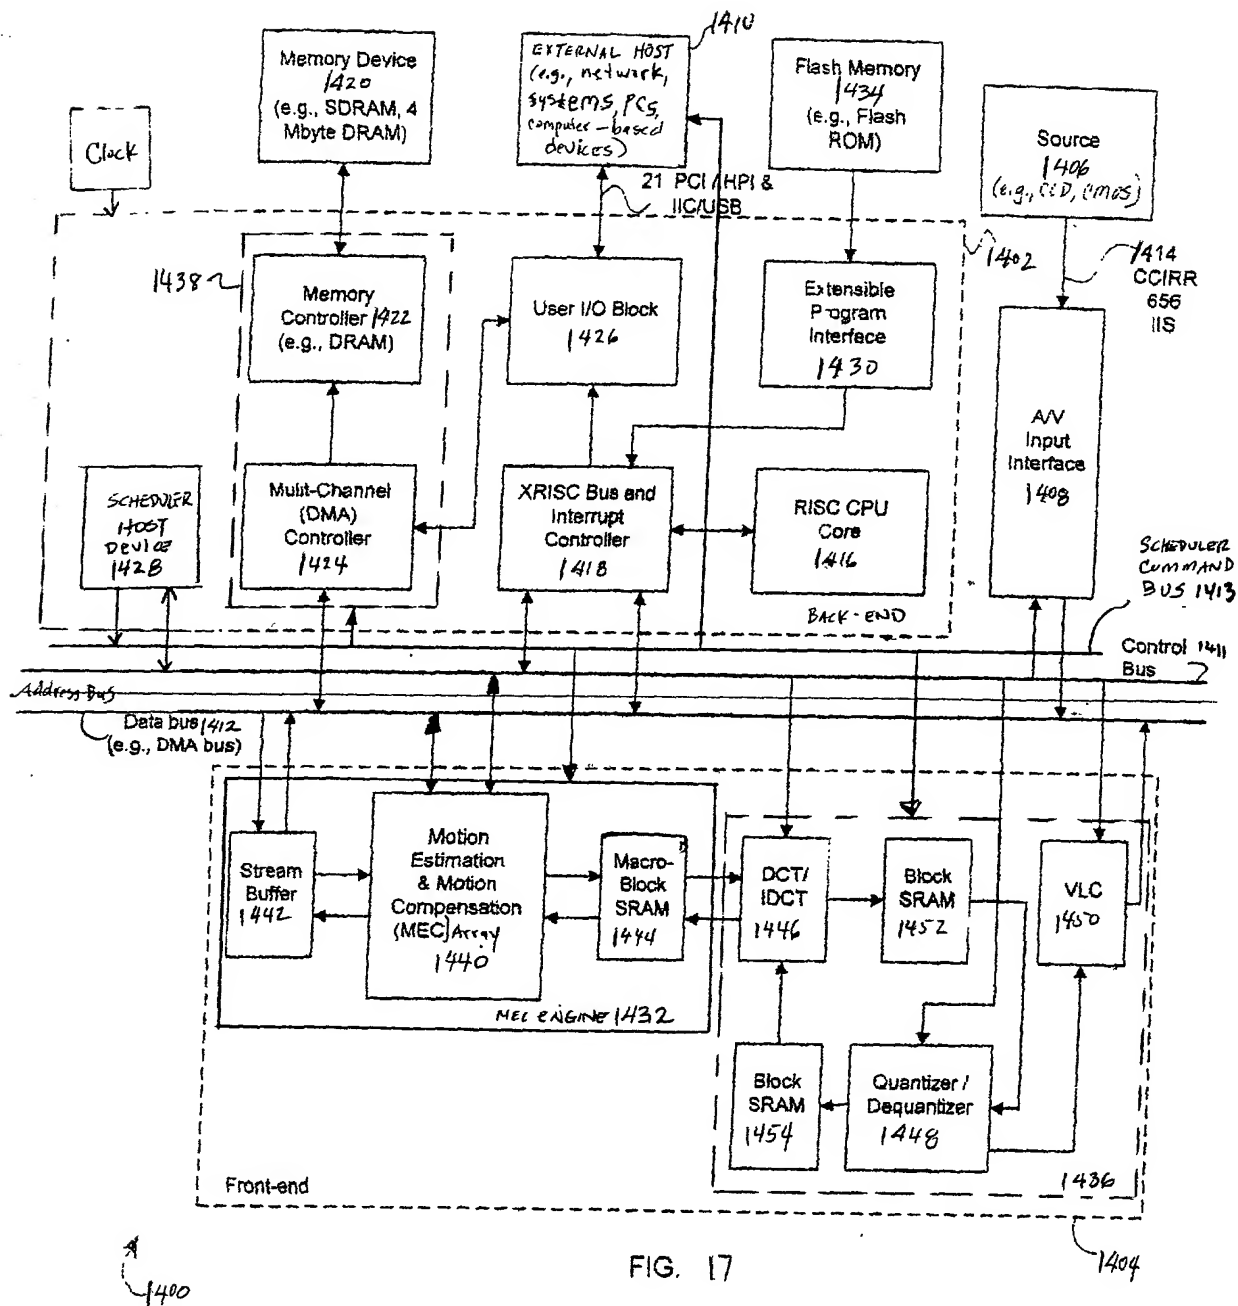 1410
Memory Device
1420
(e.g., SDRAM, 4
Mbyte DRAM)
EXTERNAL HOST
(e.g., network,
systems, PCs,
computer-based
devices)
Flash Memory
1434
(e.g., Flash
ROM)
Source
1406
(e.g., CCD, CMOS)
Clock
21 PCI / HPI &
IIC/USB
1402
1414
CCIRR
656
IIS
1438
Memory
Controller 1422
(e.g., DRAM)
User I/O Block
1426
Extensible
Program
Interface
1430
A/V
Input
Interface
1408
SCHEDULER
HOST
Device
1428
Mulit-Channel
(DMA)
Controller
1424
XRISC Bus and
Interrupt
Controller
1418
RISC CPU
Core
1416
BACK-END
SCHEDULER
COMMAND
BUS 1413
Control 1411
Bus
Address Bus
Data bus 1412
(e.g., DMA bus)
Stream
Buffer
1442
Motion
Estimation
& Motion
Compensation
(MEC) Array
1440
Macro-
Block
SRAM
1444
DCT/
IDCT
1446
Block
SRAM
1452
VLC
1450
MEC ENGINE 1432
Block
SRAM
1454
Quantizer /
Dequantizer
1448
1436
Front-end
1404
1400
FIG. 17